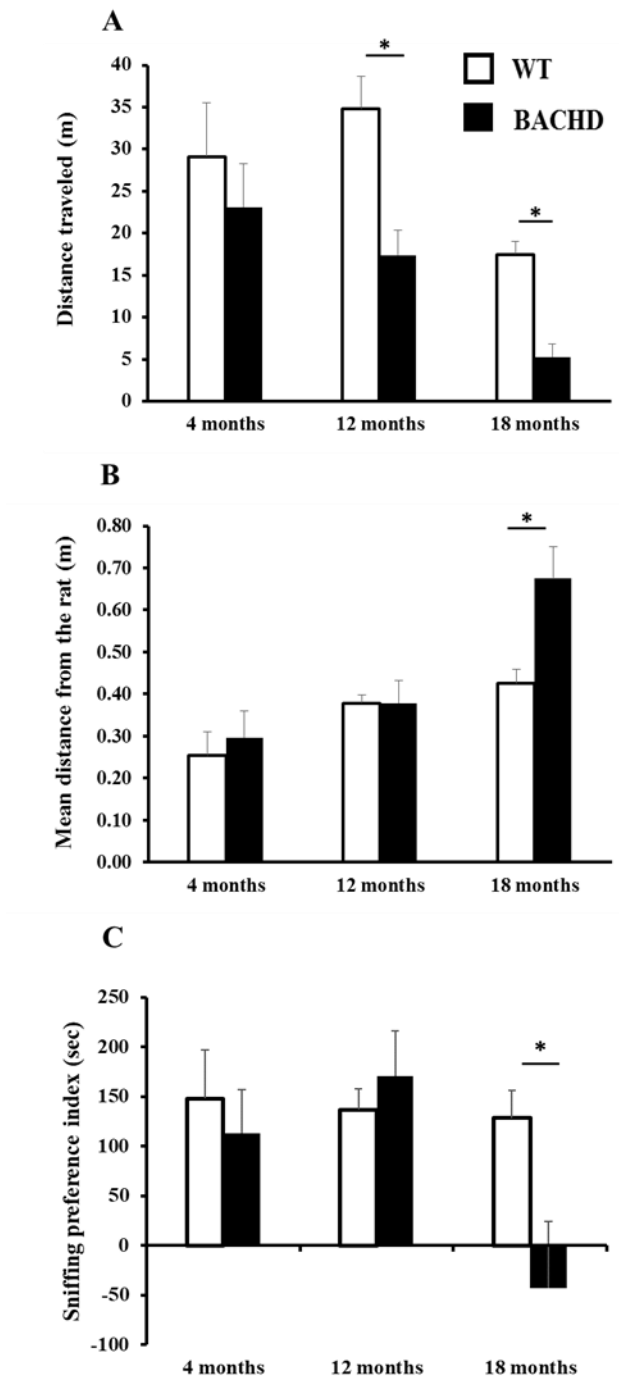 A
*
WT
BACHD
*
Distance traveled (m)
40
35
30
25
20
15
10
5
0
4 months 12 months 18 months
B
*
Mean distance from the rat (m)
0.80
0.70
0.60
0.50
0.40
0.30
0.20
0.10
0.00
4 months 12 months 18 months
C
*
Sniffing preference index (sec)
250
200
150
100
50
0
-50
-100
4 months 12 months 18 months